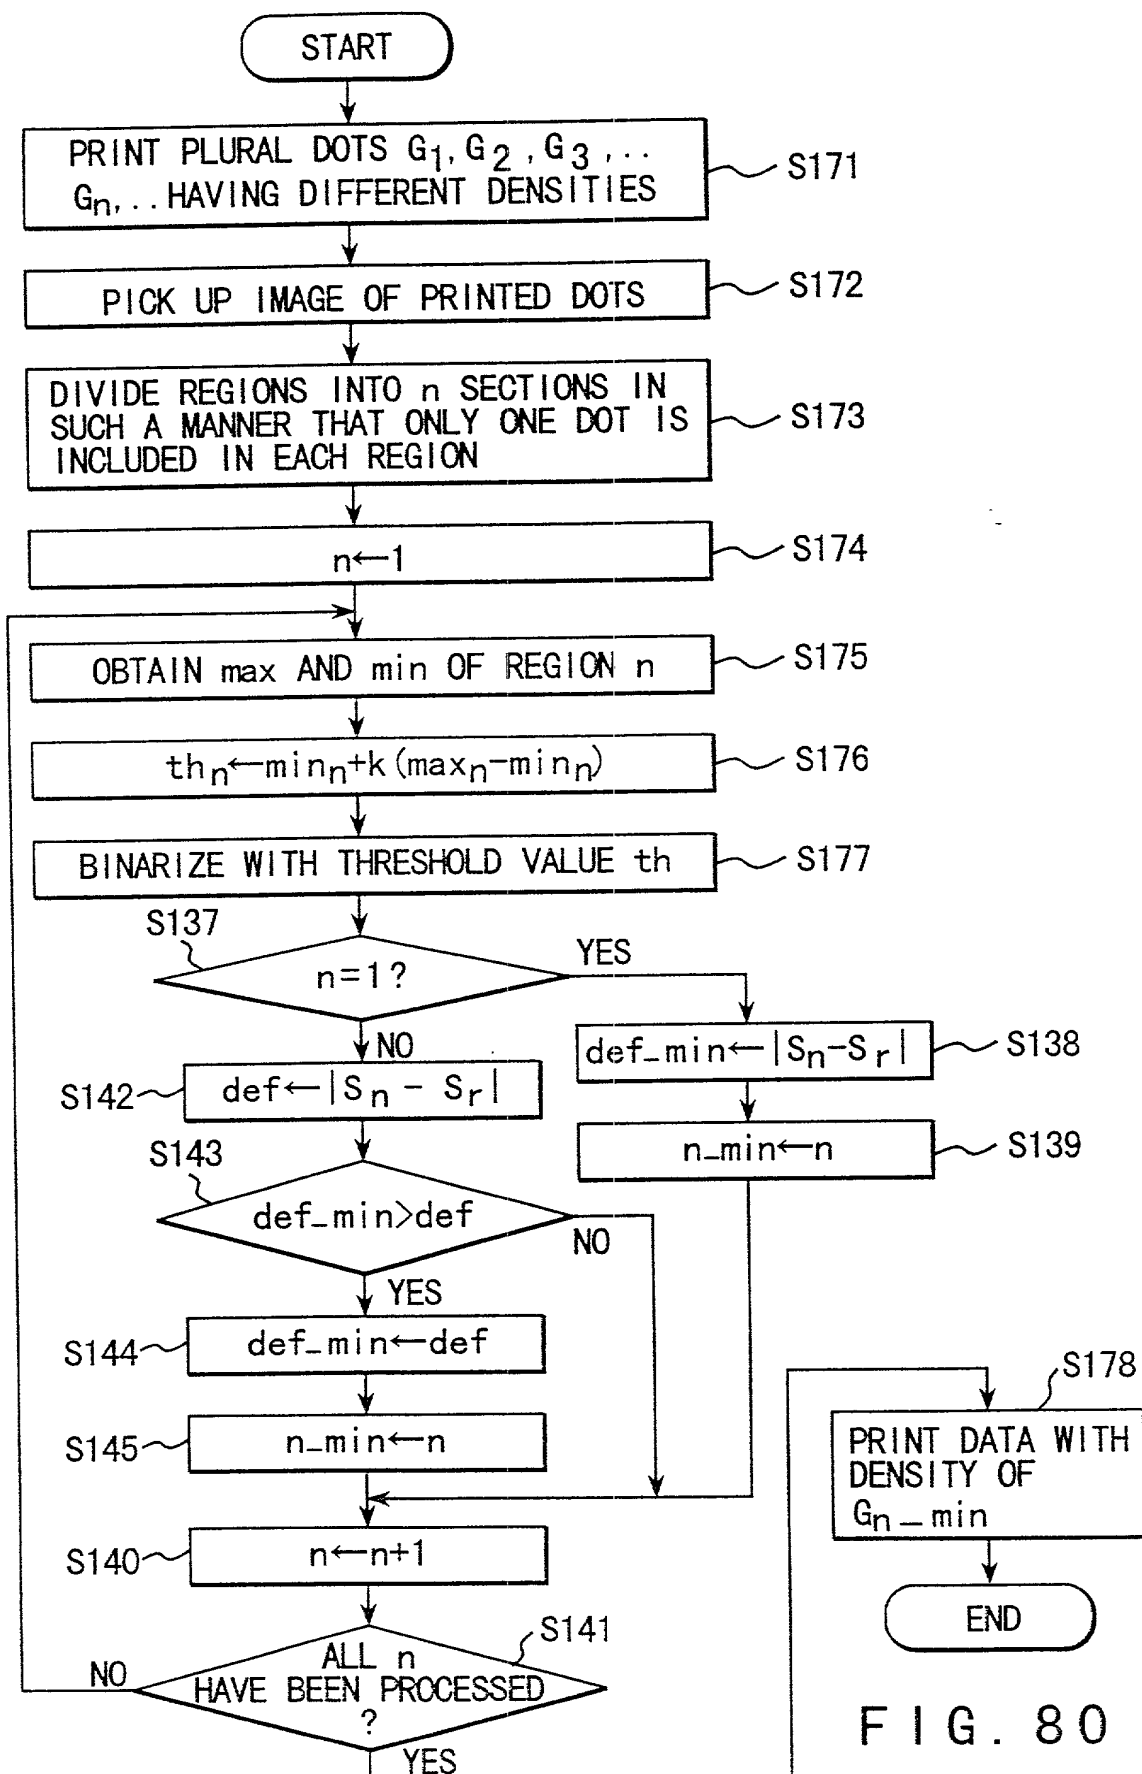 START
PRINT PLURAL DOTS G1, G2, G3, ..
Gn, .. HAVING DIFFERENT DENSITIES
S171
PICK UP IMAGE OF PRINTED DOTS
S172
DIVIDE REGIONS INTO n SECTIONS IN
SUCH A MANNER THAT ONLY ONE DOT IS
INCLUDED IN EACH REGION
S173
n←1
S174
OBTAIN max AND min OF REGION n
S175
thn←minn+k(maxn-minn)
S176
BINARIZE WITH THRESHOLD VALUE th
S177
S137
n=1?
YES
NO
def_min←|Sn-Sr|
S138
S142
def←|Sn - Sr|
n_min←n
S139
S143
def_min>def
NO
YES
S144
def_min←def
S145
n_min←n
S140
n←n+1
S141
ALL n
HAVE BEEN PROCESSED
?
NO
YES
S178
PRINT DATA WITH
DENSITY OF
Gn_min
END
FIG. 80